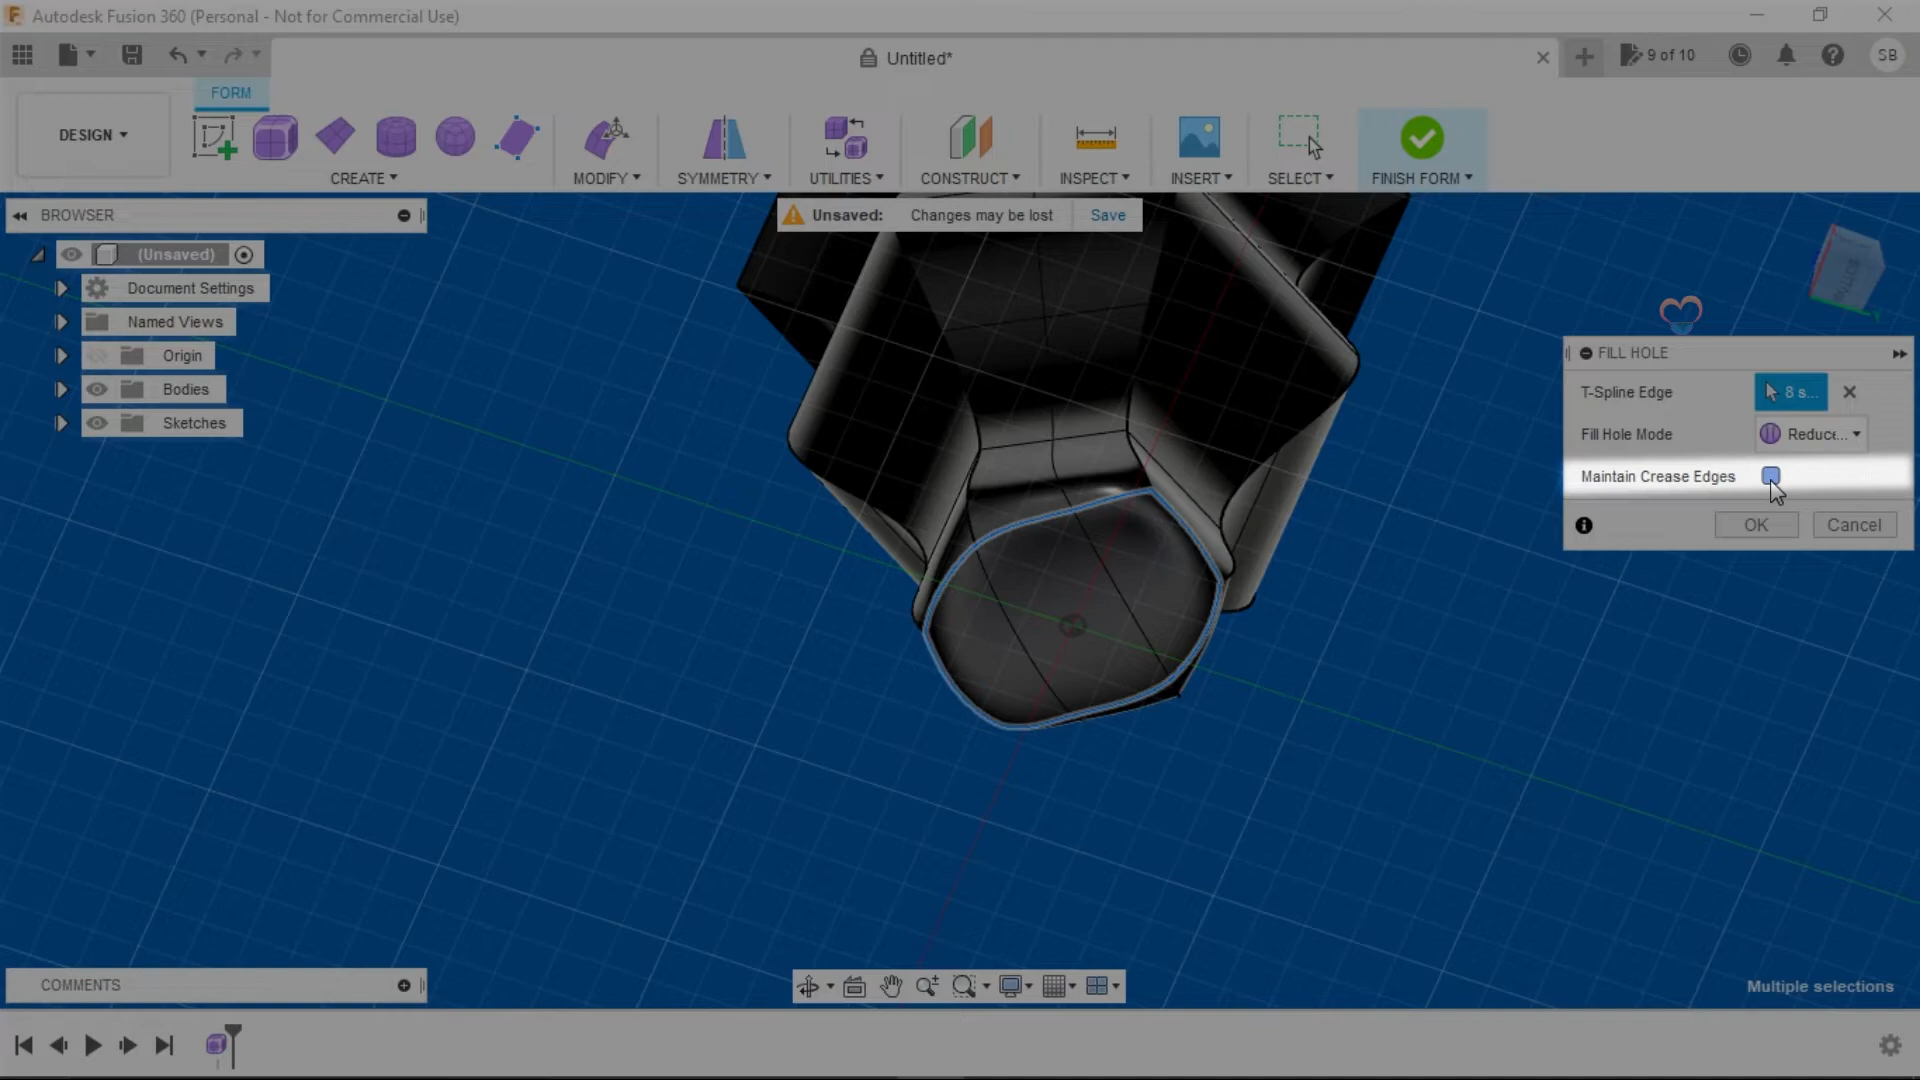 Autodesk Fusion 360 (Personal - Not for Commercial Use)
Untitled*
9 of 10
SB
FORM
DESIGN
CREATE
MODIFY
SYMMETRY
UTILITIES
CONSTRUCT
INSPECT
INSERT
SELECT
FINISH FORM
BROWSER
Unsaved: Changes may be lost Save
(Unsaved)
Document Settings
Named Views
Origin
Bodies
Sketches
FILL HOLE
T-Spline Edge 8 s...
Fill Hole Mode Reduce...
Maintain Crease Edges
OK Cancel
COMMENTS
Multiple selections